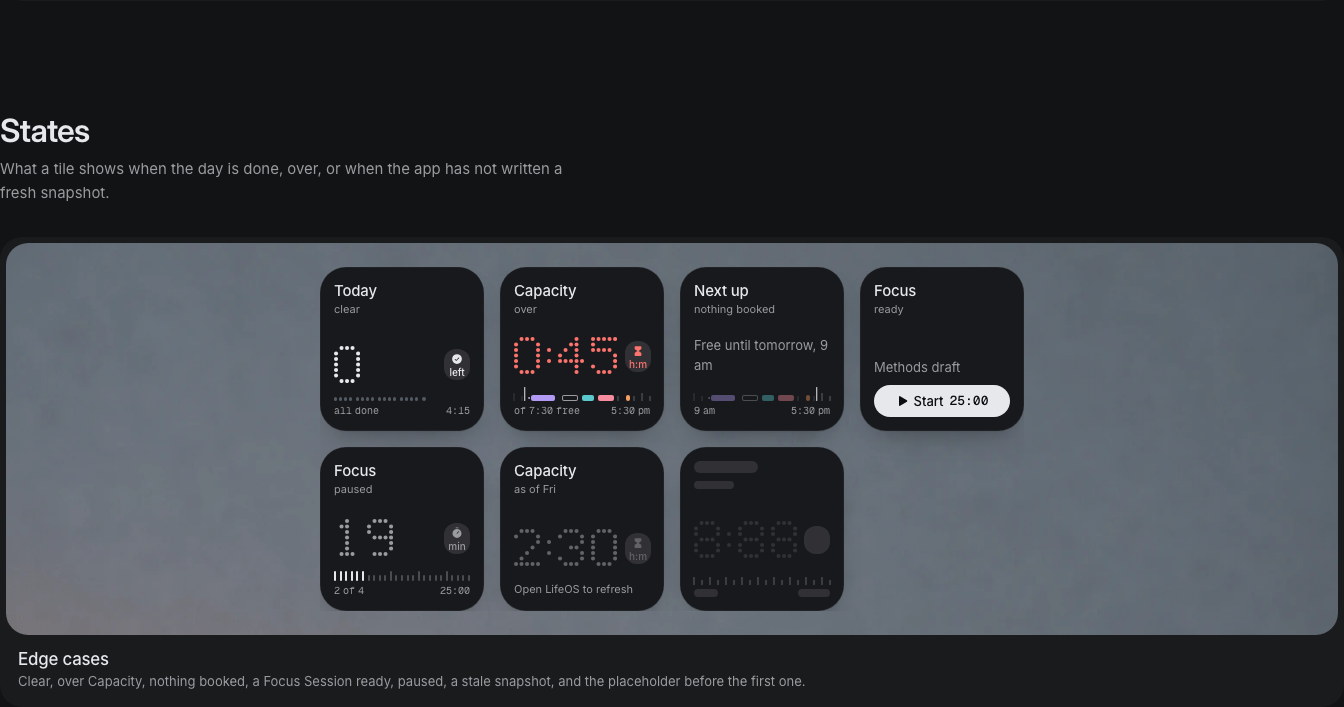 States
What a tile shows when the day is done, over, or when the app has not written a
fresh snapshot.
Today
clear
0
left
all done 4:15
Capacity
over
0:45
h:m
of 7:30 free 5:30 pm
Next up
nothing booked
Free until tomorrow, 9
am
9 am 5:30 pm
Focus
ready
Methods draft
Start 25:00
Focus
paused
19
min
2 of 4 25:00
Capacity
as of Fri
2:30
h:m
Open LifeOS to refresh
8:88
Edge cases
Clear, over Capacity, nothing booked, a Focus Session ready, paused, a stale snapshot, and the placeholder before the first one.